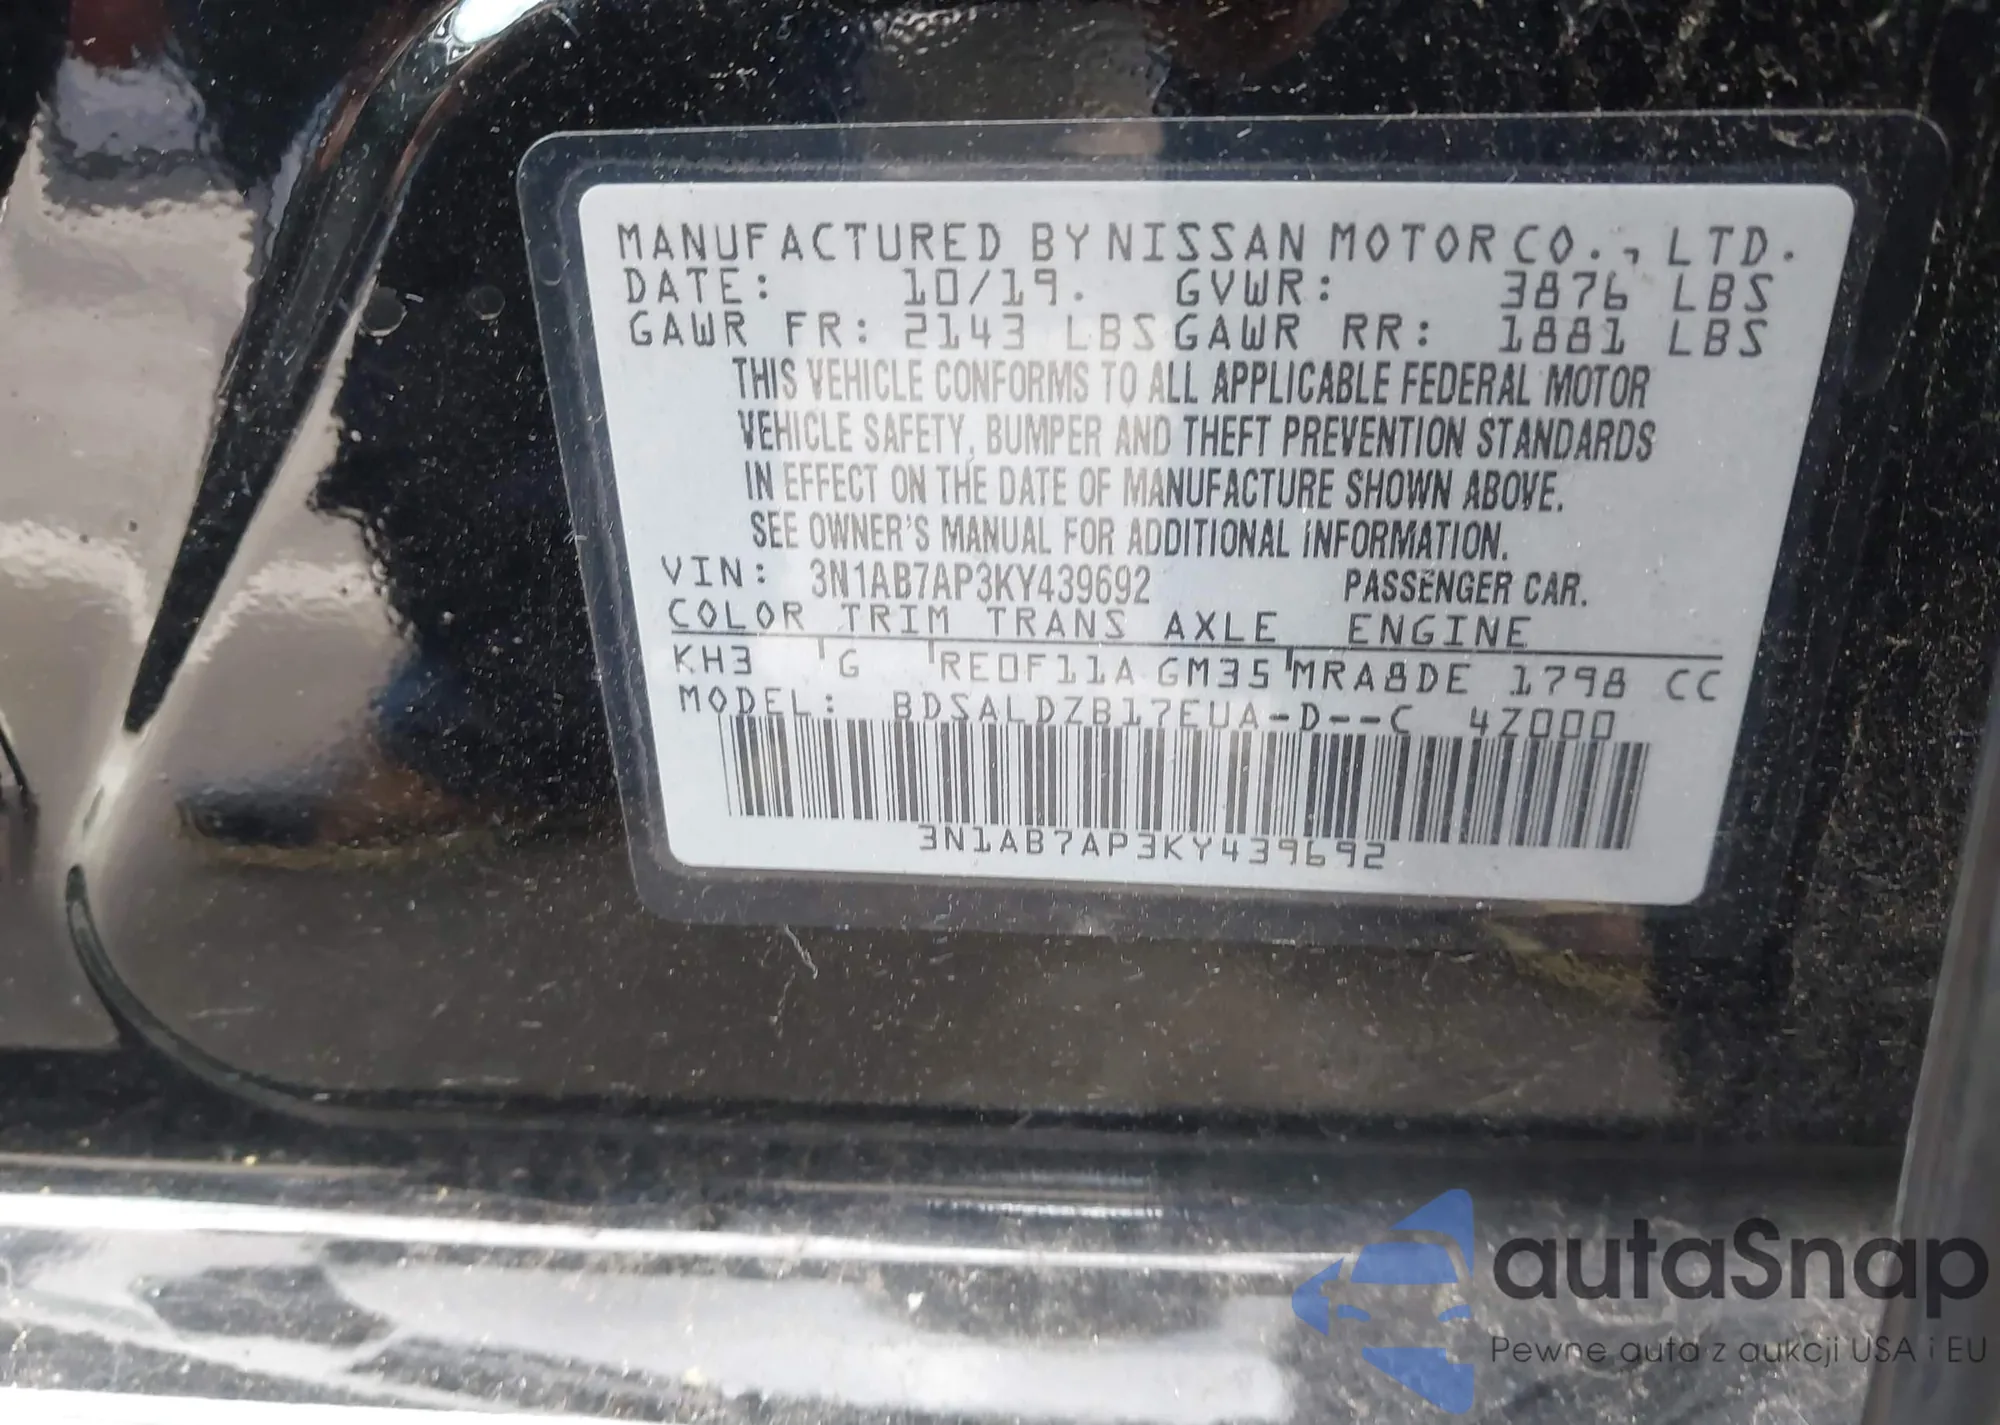 MANUFACTURED BY NISSAN MOTOR CO., LTD.
DATE: 10/19. GVWR: 3876 LBS
GAWR FR: 2143 LBS GAWR RR: 1881 LBS
THIS VEHICLE CONFORMS TO ALL APPLICABLE FEDERAL MOTOR
VEHICLE SAFETY, BUMPER AND THEFT PREVENTION STANDARDS
IN EFFECT ON THE DATE OF MANUFACTURE SHOWN ABOVE.
SEE OWNER'S MANUAL FOR ADDITIONAL INFORMATION.
VIN: 3N1AB7AP3KY439692 PASSENGER CAR.
COLOR TRIM TRANS AXLE ENGINE
KH3 G RE0F11A GM35 MRA8DE 1798 CC
MODEL: BDSALDZB17EUA-D--C 4Z000
3N1AB7AP3KY439692
autaSnap
Pewne auta z aukcji USA i EU